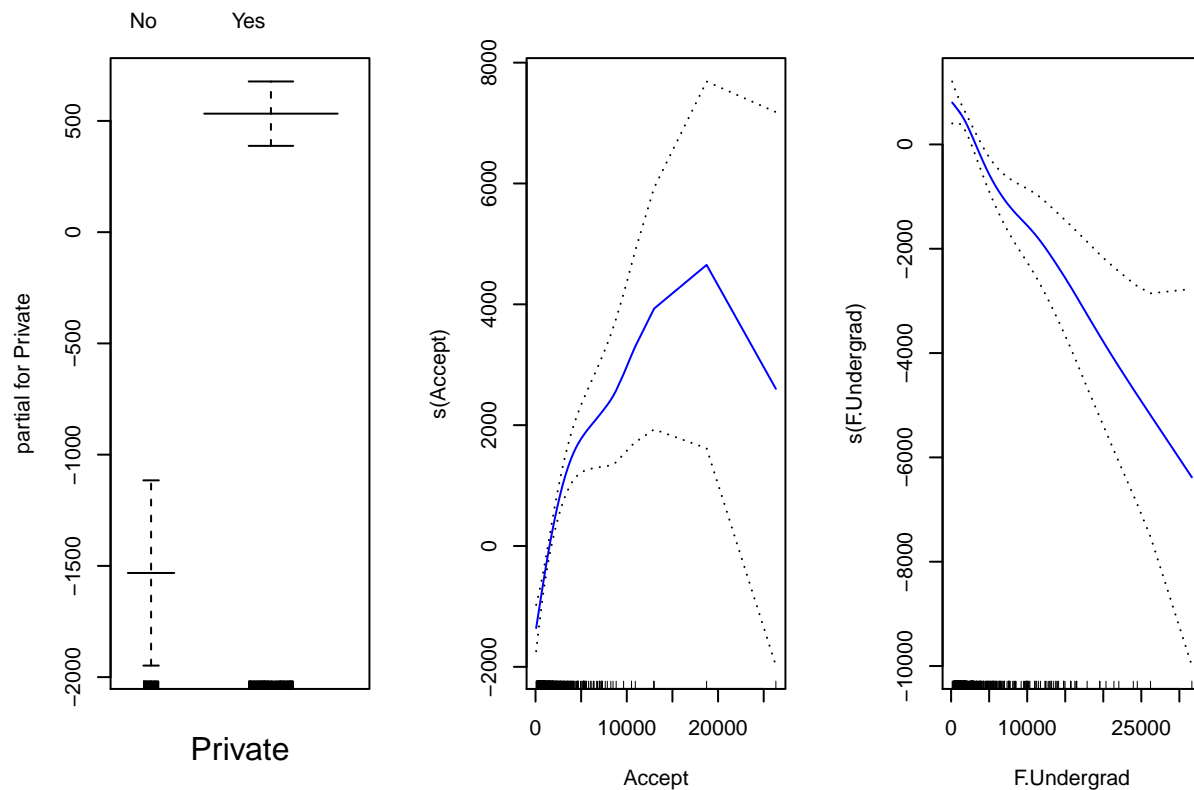 No Yes
partial for Private
500
0
−500
−1000
−1500
−2000
Private
s(Accept)
8000
6000
4000
2000
0
−2000
0 10000 20000
Accept
s(F.Undergrad)
0
−2000
−4000
−6000
−8000
−10000
0 10000 25000
F.Undergrad